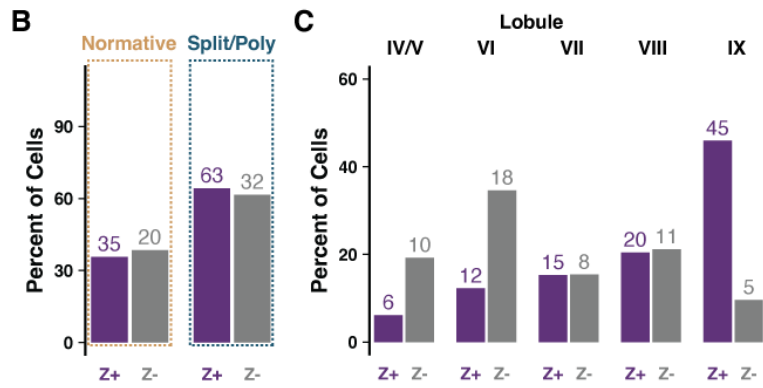 B
Normative Split/Poly
Percent of Cells
90
60
30
0
35 20 63 32
Z+ Z- Z+ Z-
C
Lobule
IV/V VI VII VIII IX
Percent of Cells
60
40
20
0
6 10 12 18 15 8 20 11 45 5
Z+ Z- Z+ Z- Z+ Z- Z+ Z- Z+ Z-